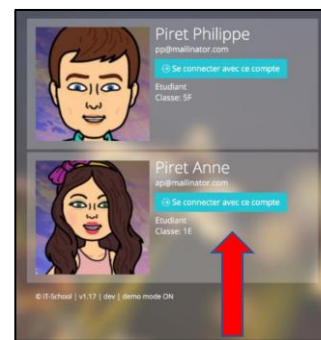 Piret Philippe
pp@mailinator.com
Se connecter avec ce compte
Etudiant
Classe: 5F
Piret Anne
ap@mailinator.com
Se connecter avec ce compte
Etudiant
Classe: 1E
© iT-School | v1.17 | dev | demo mode ON